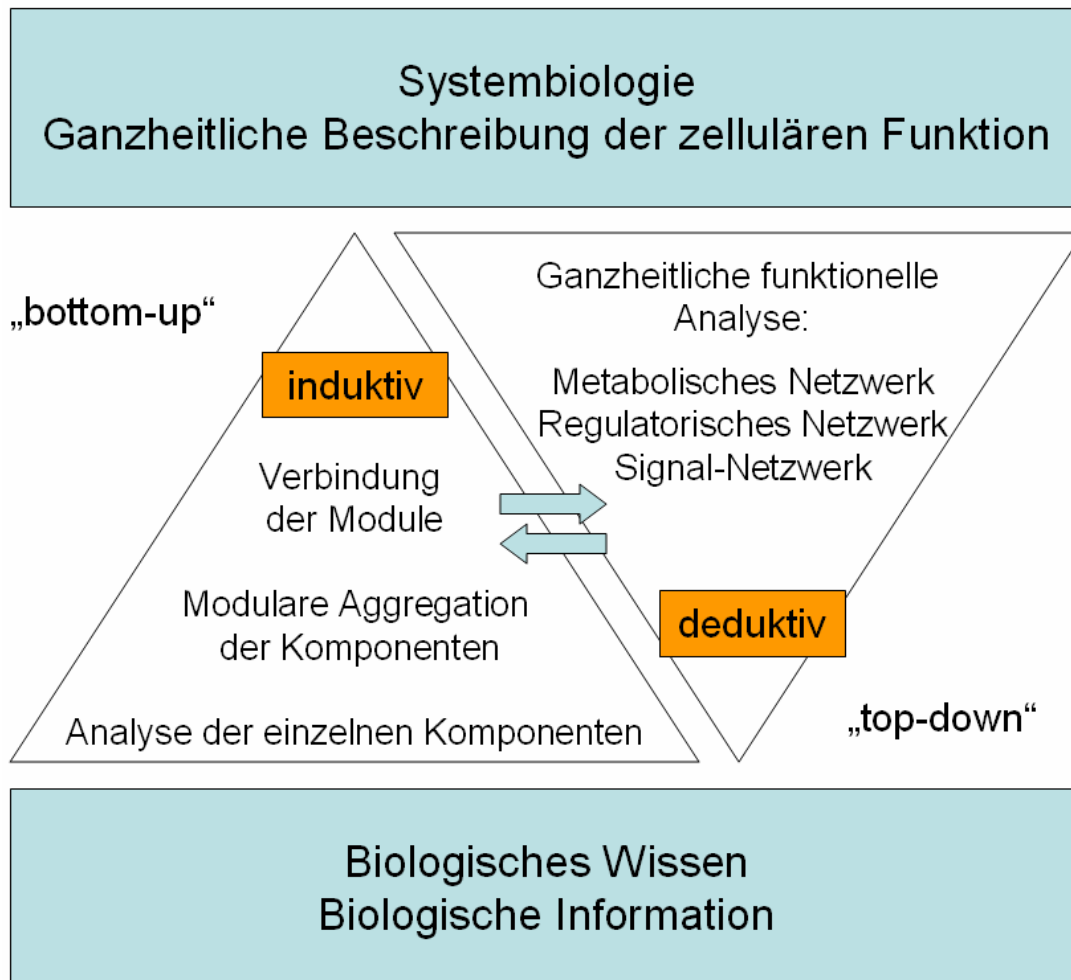 Systembiologie
Ganzheitliche Beschreibung der zellulären Funktion
„bottom-up“
induktiv
Verbindung
der Module
Modulare Aggregation
der Komponenten
Analyse der einzelnen Komponenten
Ganzheitliche funktionelle
Analyse:
Metabolisches Netzwerk
Regulatorisches Netzwerk
Signal-Netzwerk
deduktiv
„top-down“
Biologisches Wissen
Biologische Information